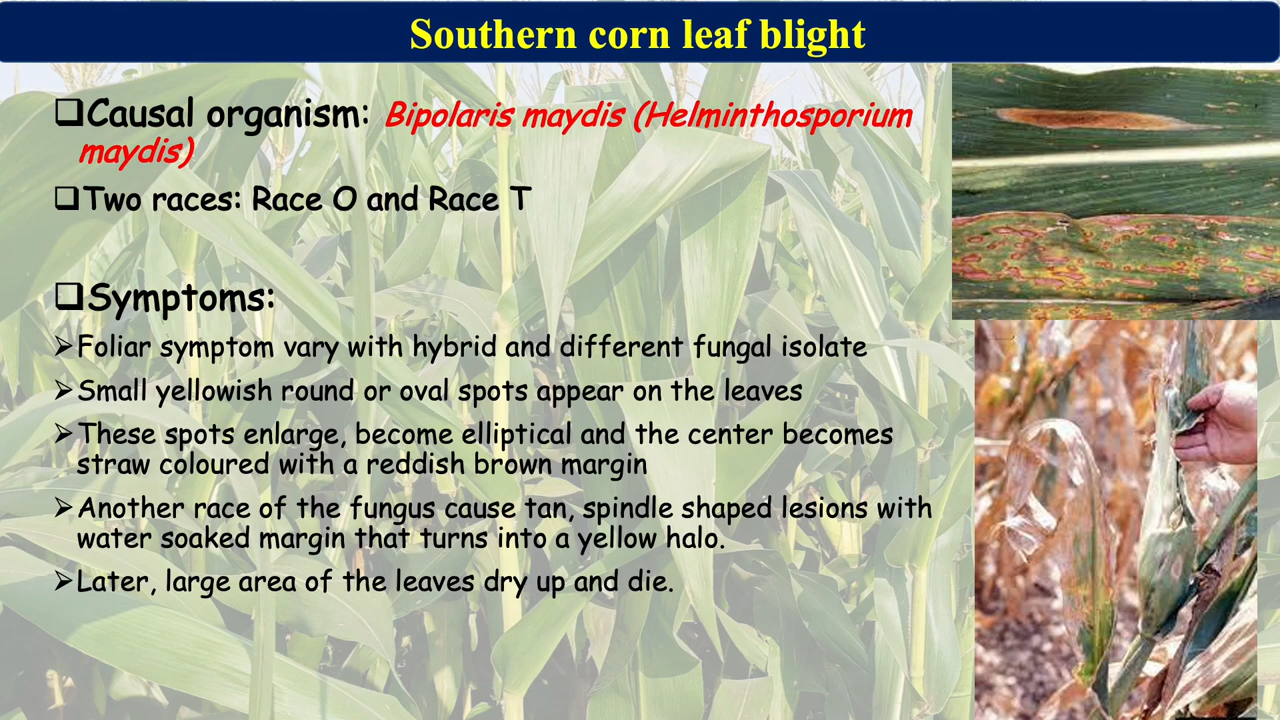 Southern corn leaf blight
❑Causal organism: Bipolaris maydis (Helminthosporium
maydis)
❑Two races: Race O and Race T
❑Symptoms:
➢Foliar symptom vary with hybrid and different fungal isolate
➢Small yellowish round or oval spots appear on the leaves
➢These spots enlarge, become elliptical and the center becomes
straw coloured with a reddish brown margin
➢Another race of the fungus cause tan, spindle shaped lesions with
water soaked margin that turns into a yellow halo.
➢Later, large area of the leaves dry up and die.